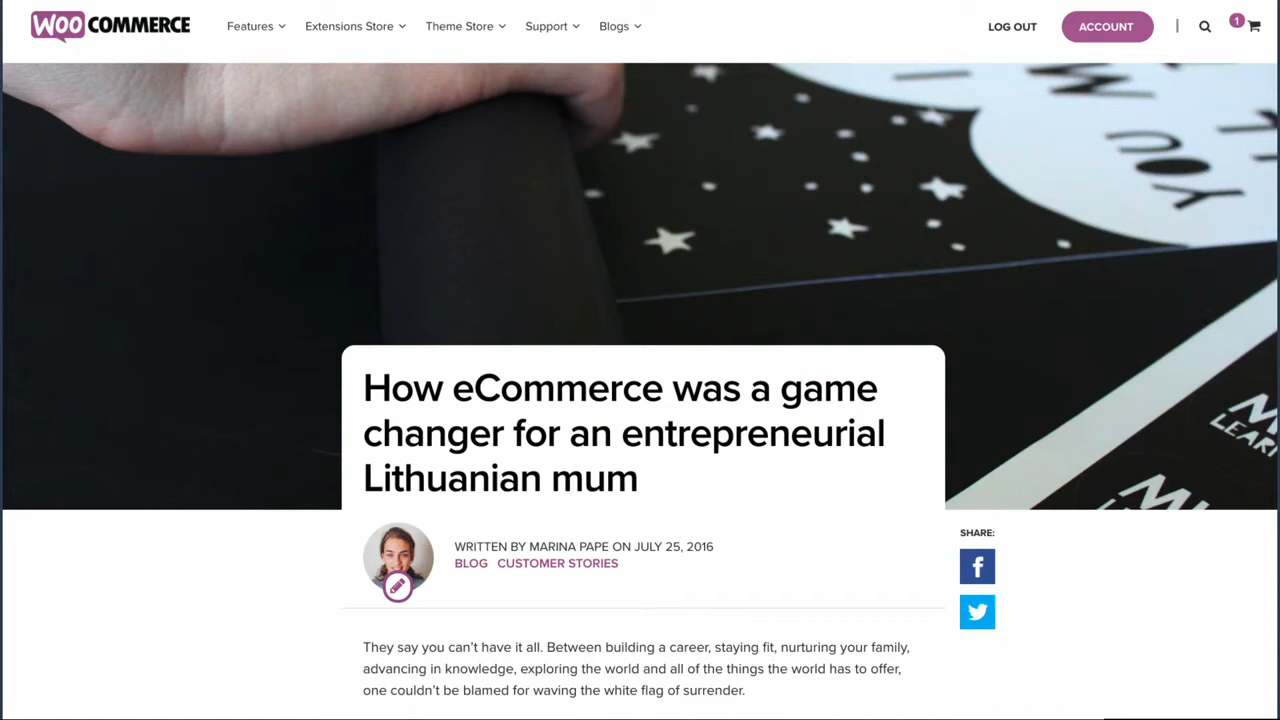 WOO COMMERCE
Features
Extensions Store
Theme Store
Support
Blogs
LOG OUT
ACCOUNT
1
YOU
How eCommerce was a game
changer for an entrepreneurial
Lithuanian mum
WRITTEN BY MARINA PAPE ON JULY 25, 2016
BLOG CUSTOMER STORIES
SHARE:
They say you can’t have it all. Between building a career, staying fit, nurturing your family,
advancing in knowledge, exploring the world and all of the things the world has to offer,
one couldn’t be blamed for waving the white flag of surrender.